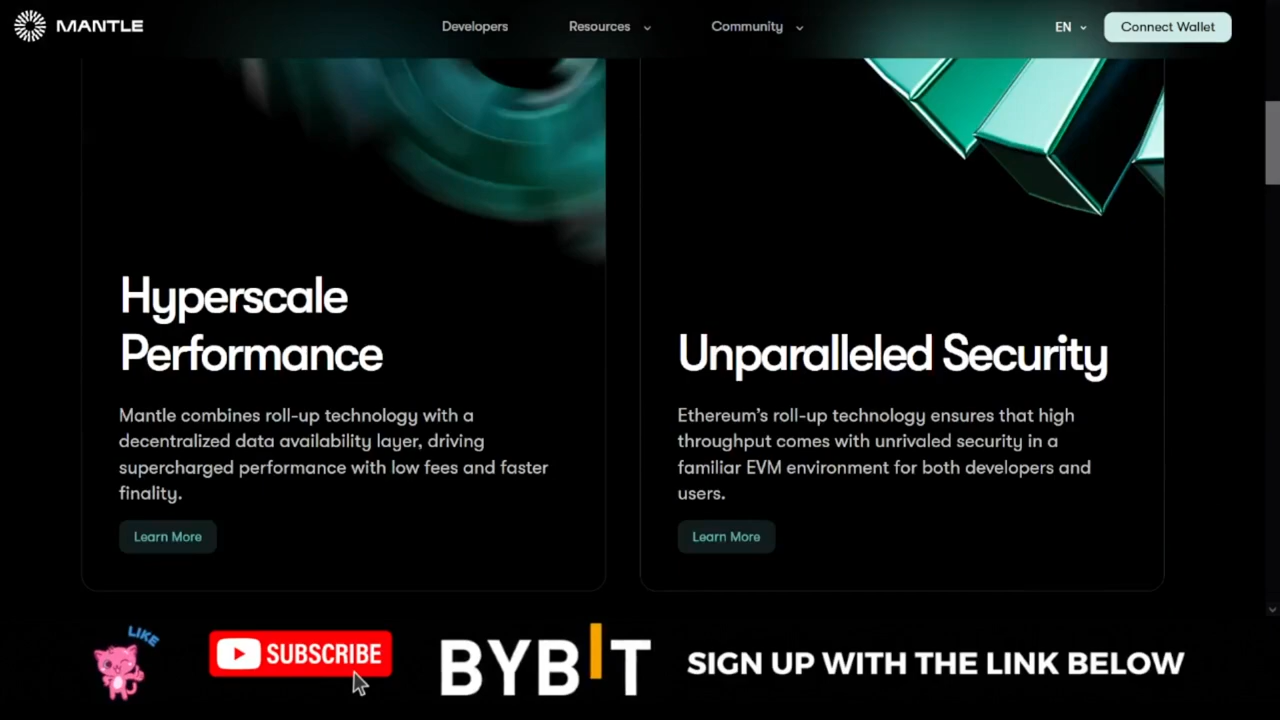 MANTLE
Developers
Resources
Community
EN
Connect Wallet
Hyperscale
Performance
Mantle combines roll-up technology with a
decentralized data availability layer, driving
supercharged performance with low fees and faster
finality.
Learn More
Unparalleled Security
Ethereum's roll-up technology ensures that high
throughput comes with unrivaled security in a
familiar EVM environment for both developers and
users.
Learn More
LIKE
SUBSCRIBE
BYBIT
SIGN UP WITH THE LINK BELOW